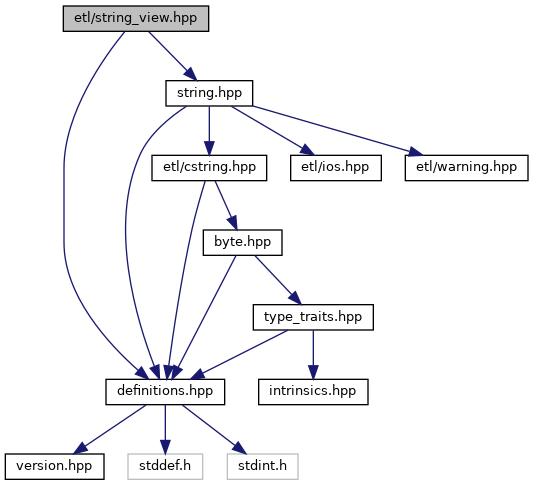 etl/string_view.hpp
string.hpp
etl/cstring.hpp
etl/ios.hpp
etl/warning.hpp
byte.hpp
type_traits.hpp
definitions.hpp
intrinsics.hpp
version.hpp
stddef.h
stdint.h